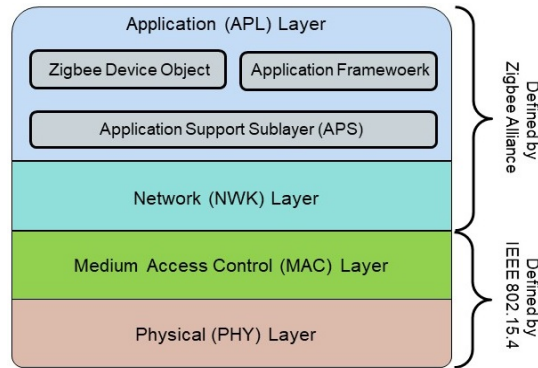 Application (APL) Layer
Zigbee Device Object
Application Framewoerk
Application Support Sublayer (APS)
Network (NWK) Layer
Medium Access Control (MAC) Layer
Physical (PHY) Layer
Defined by
Zigbee Alliance
Defined by
IEEE 802.15.4